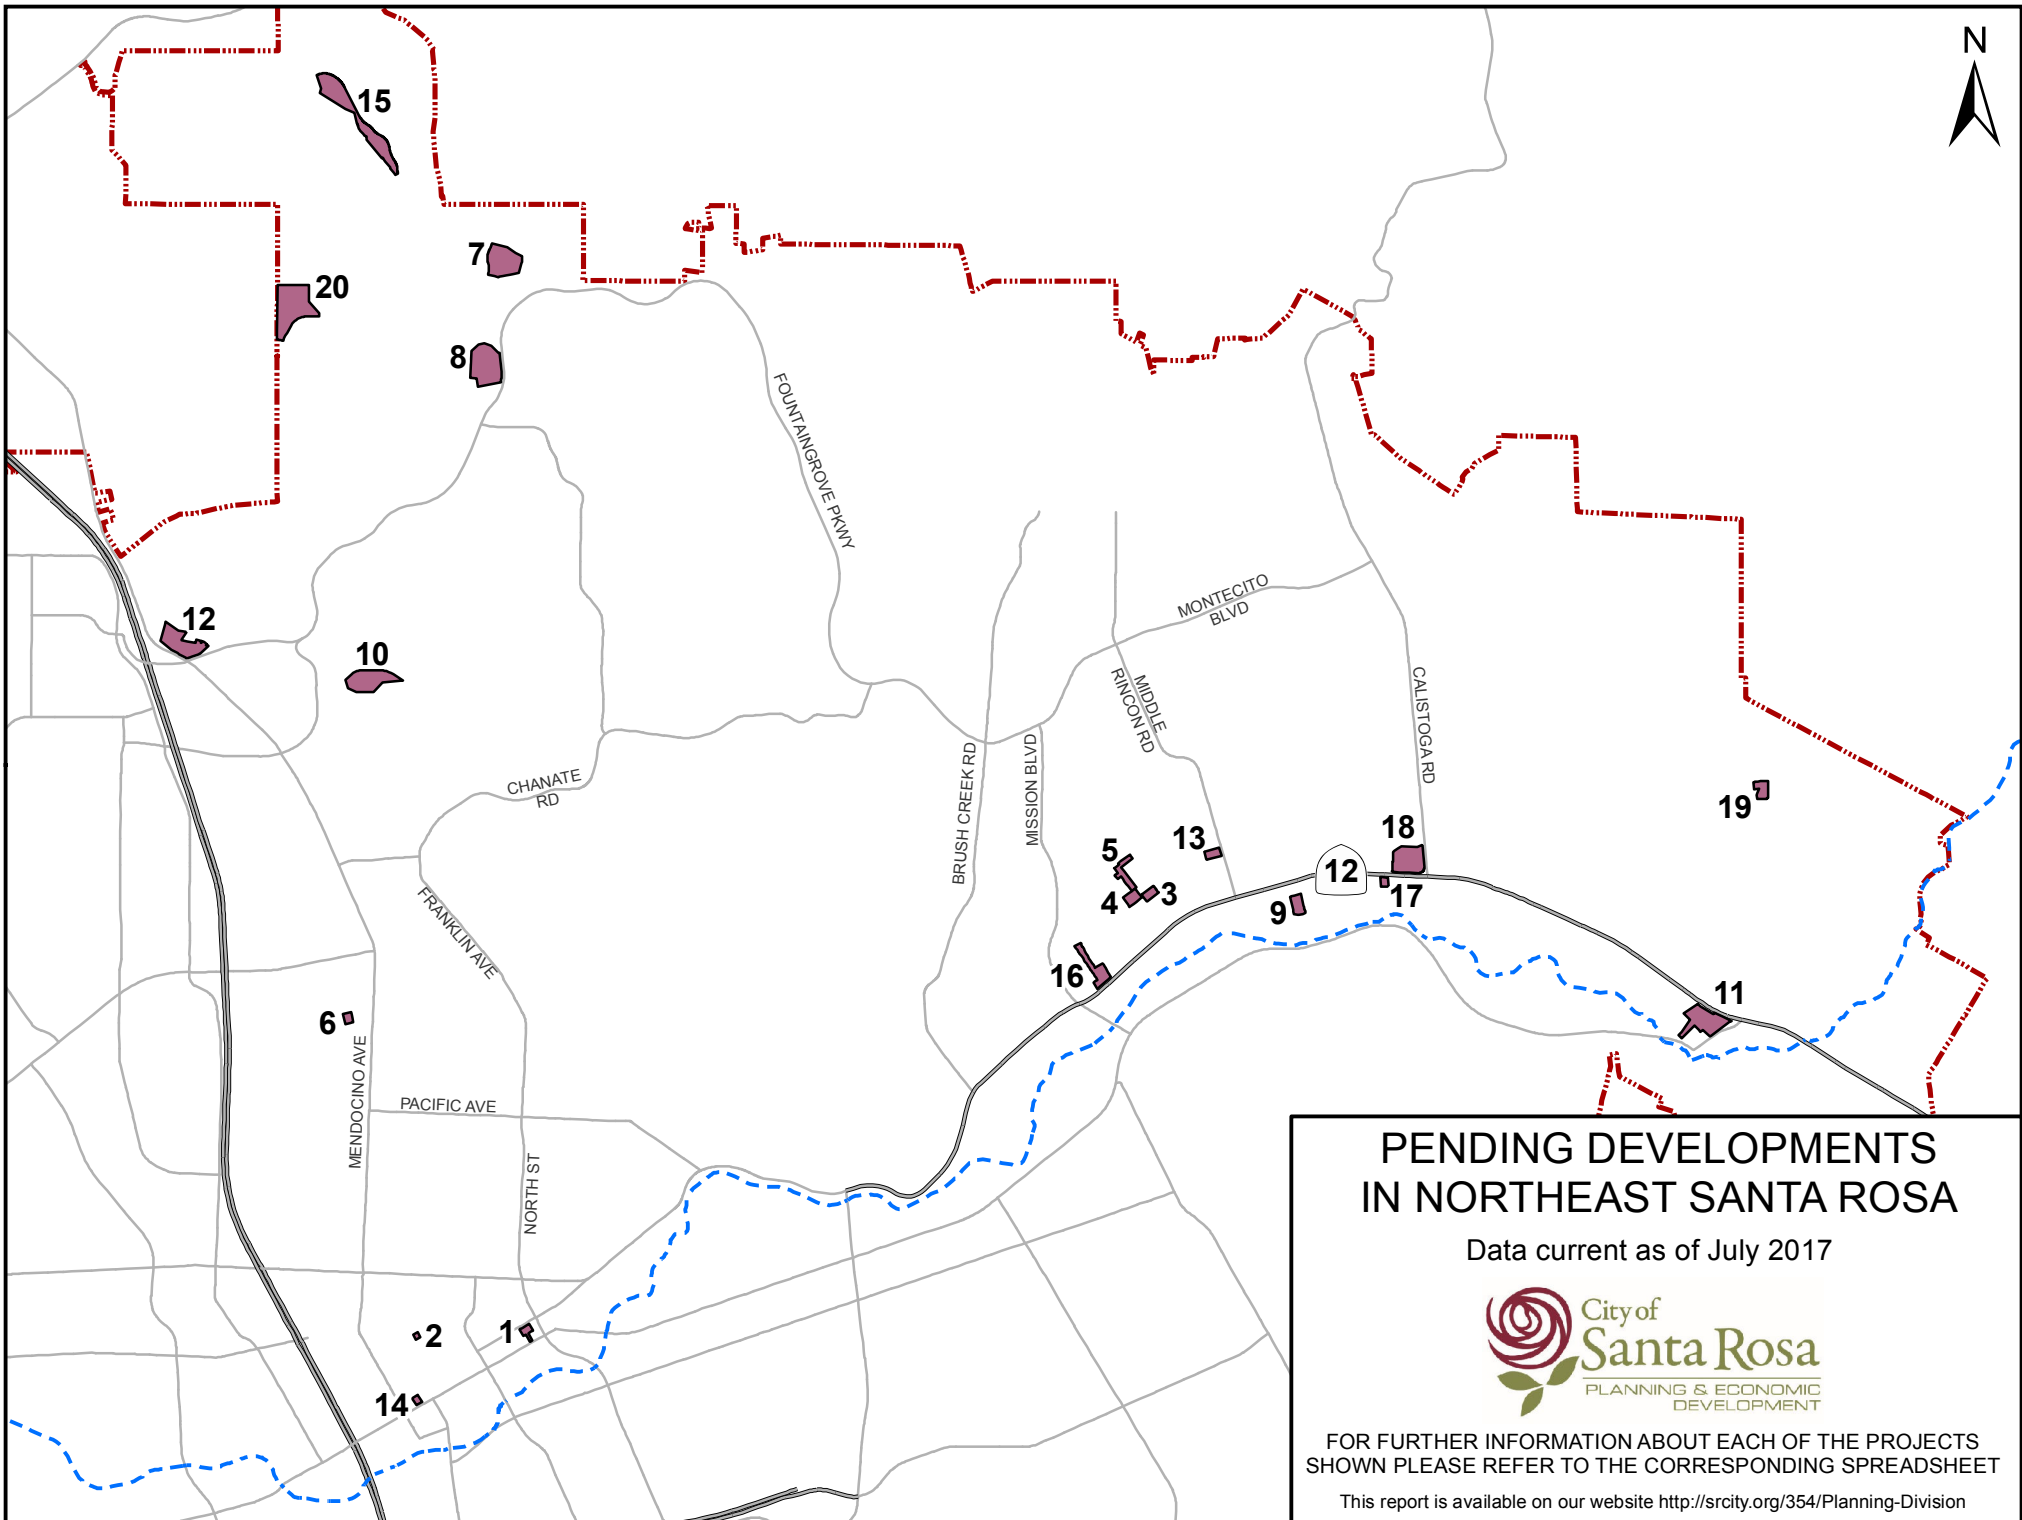 N
15
7
20
8
FOUNTAINGROVE PKWY
12
10
MONTECITO
BLVD
MIDDLE
RINCON RD
CALISTOGA RD
CHANATE
RD
BRUSH CREEK RD
MISSION BLVD
19
5
13
18
12
4
3
9
17
FRANKLIN AVE
16
11
6
MENDOCINO AVE
PACIFIC AVE
NORTH ST
2
1
14
PENDING DEVELOPMENTS
IN NORTHEAST SANTA ROSA
Data current as of July 2017
City of
Santa Rosa
PLANNING & ECONOMIC
DEVELOPMENT
FOR FURTHER INFORMATION ABOUT EACH OF THE PROJECTS
SHOWN PLEASE REFER TO THE CORRESPONDING SPREADSHEET
This report is available on our website http://srcity.org/354/Planning-Division